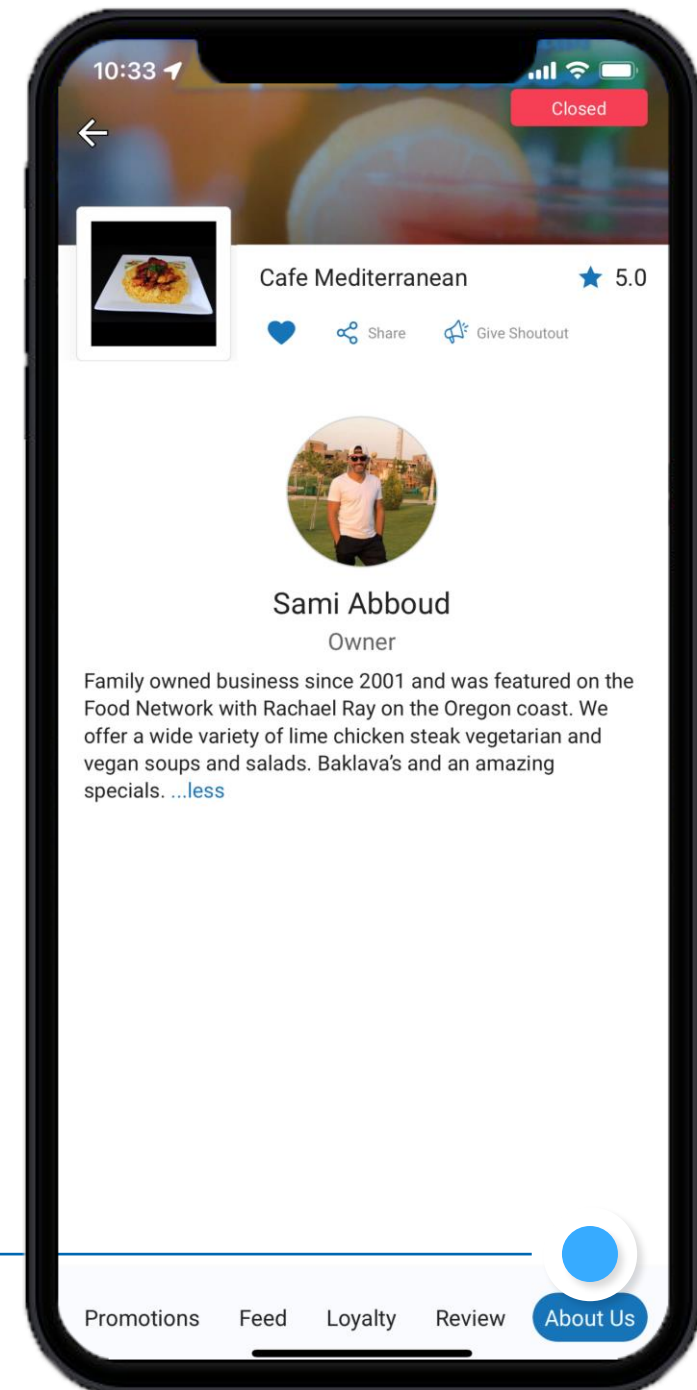 10:33
Closed
Cafe Mediterranean
5.0
Share
Give Shoutout
Sami Abboud
Owner
Family owned business since 2001 and was featured on the
Food Network with Rachael Ray on the Oregon coast. We
offer a wide variety of lime chicken steak vegetarian and
vegan soups and salads. Baklava’s and an amazing
specials. ...less
Promotions Feed Loyalty Review About Us